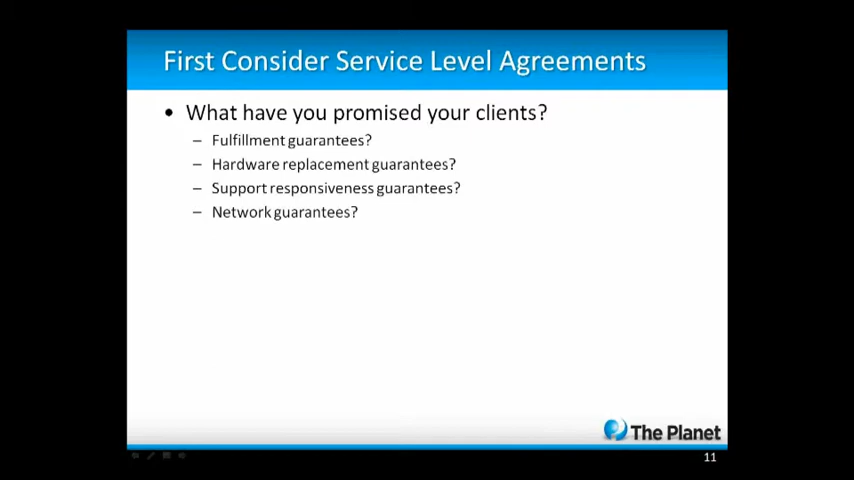 First Consider Service Level Agreements
• What have you promised your clients?
– Fulfillment guarantees?
– Hardware replacement guarantees?
– Support responsiveness guarantees?
– Network guarantees?
The Planet
11